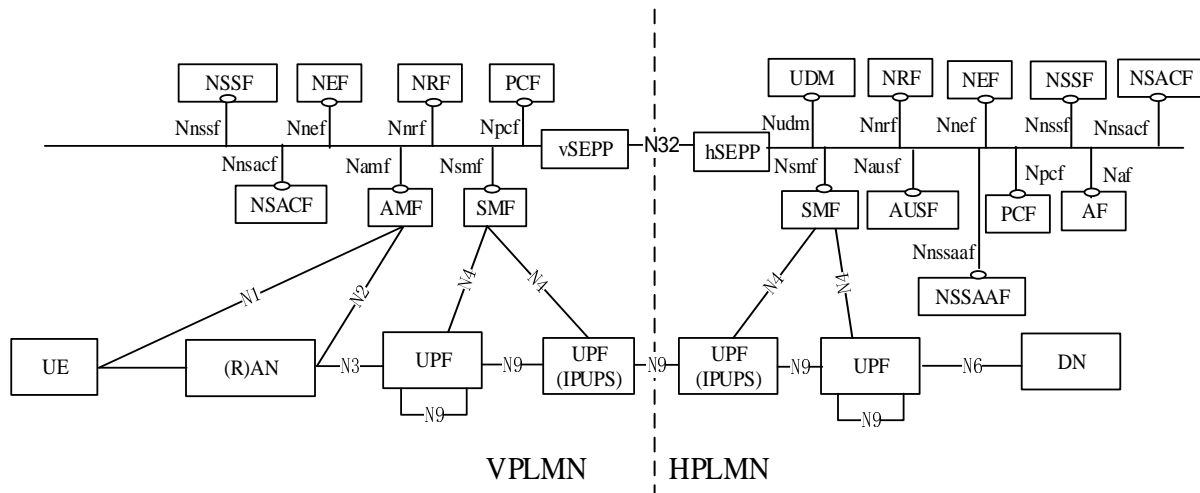 NSSF
NEF
NRF
PCF
UDM
NRF
NEF
NSSF
NSACF
Nnssf
Nnef
Nnrf
Npcf
Nudm
Nnrf
Nnef
Nnssf
Nnsacf
vSEPP
N32
hSEPP
Nnsacf
Namf
Nsmf
Nsmf
Nausf
Npcf
Naf
NSACF
AMF
SMF
SMF
AUSF
PCF
AF
Nnssaaf
NSSAAF
N1
N2
N4
N4
N4
N4
UE
(R)AN
N3
UPF
N9
UPF
(IPUPS)
N9
UPF
(IPUPS)
N9
UPF
N6
DN
N9
N9
VPLMN
HPLMN